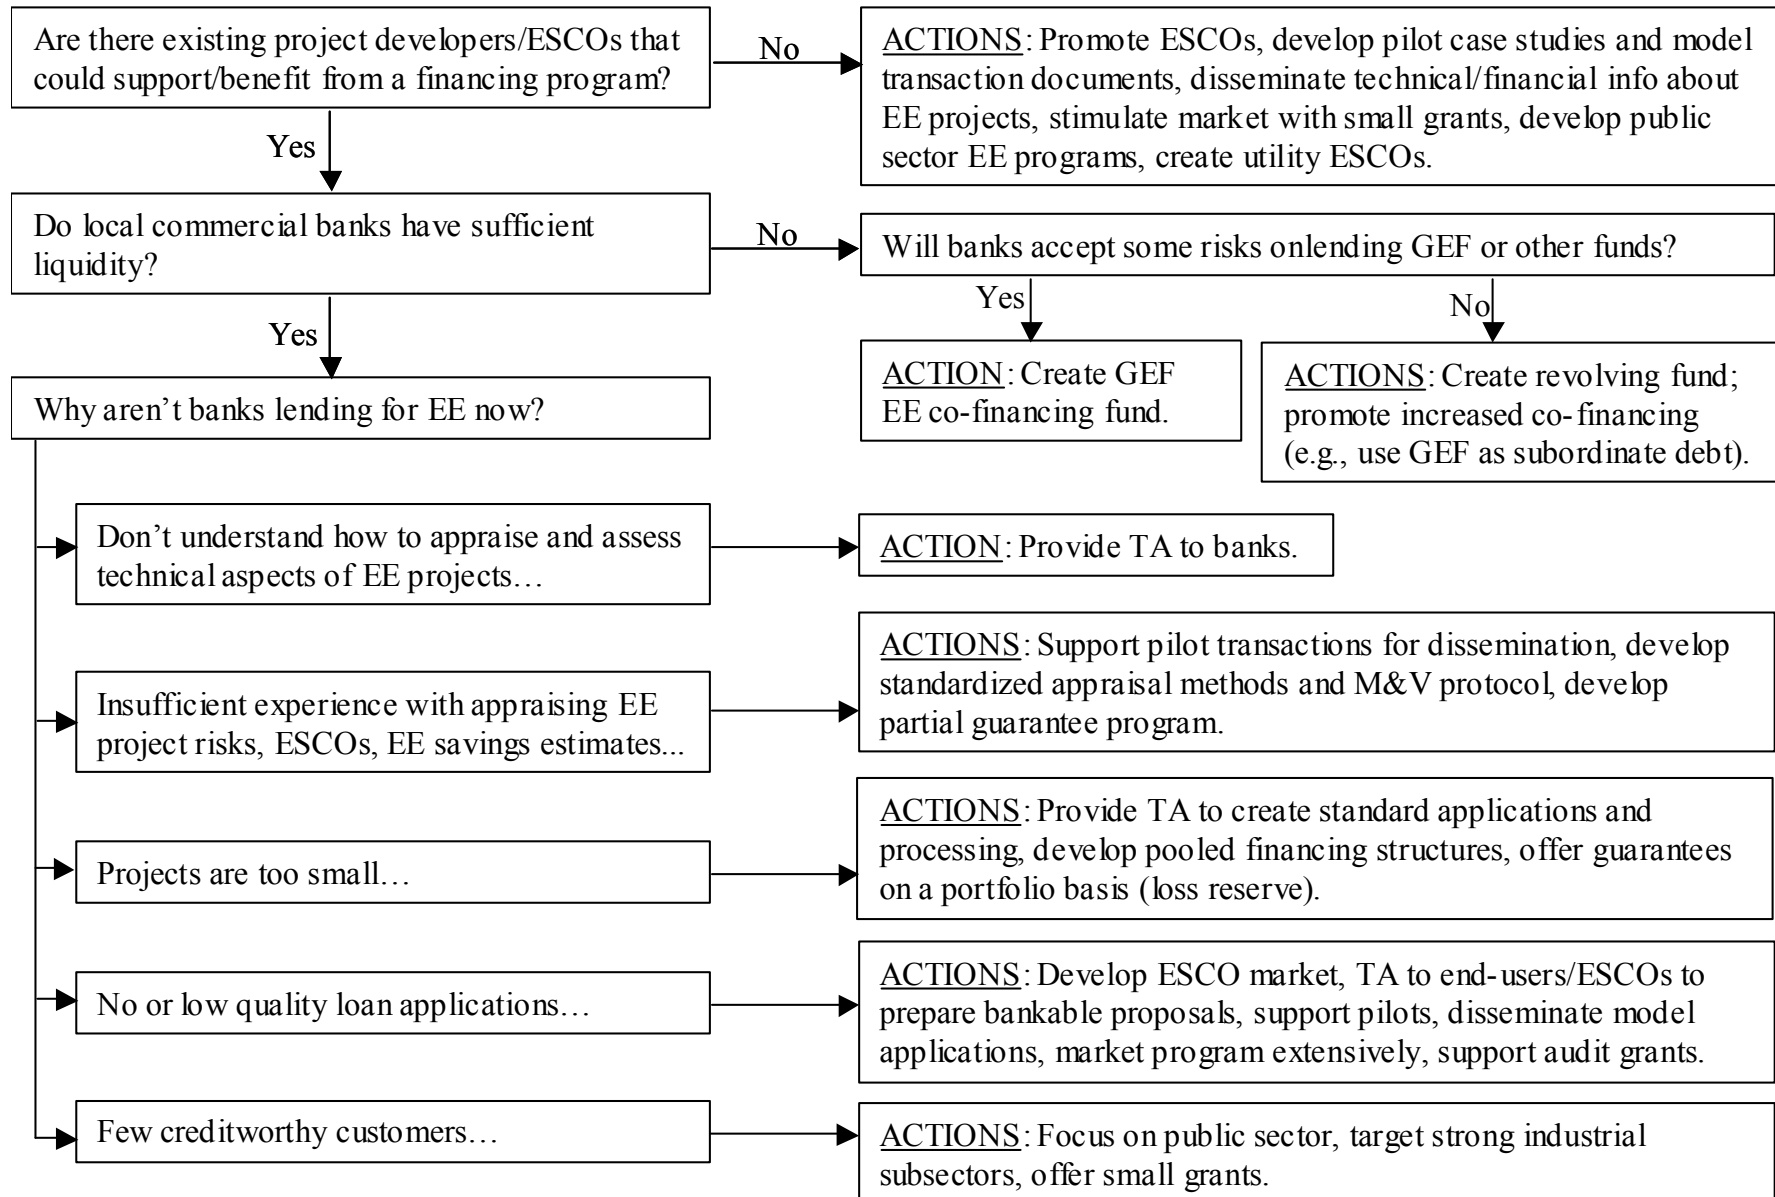 Are there existing project developers/ESCOs that
could support/benefit from a financing program?
No
ACTIONS: Promote ESCOs, develop pilot case studies and model
transaction documents, disseminate technical/financial info about
EE projects, stimulate market with small grants, develop public
sector EE programs, create utility ESCOs.
Yes
Do local commercial banks have sufficient
liquidity?
No
Will banks accept some risks onlending GEF or other funds?
Yes
No
Yes
ACTION: Create GEF
EE co-financing fund.
ACTIONS: Create revolving fund;
promote increased co-financing
(e.g., use GEF as subordinate debt).
Why aren’t banks lending for EE now?
Don’t understand how to appraise and assess
technical aspects of EE projects…
ACTION: Provide TA to banks.
Insufficient experience with appraising EE
project risks, ESCOs, EE savings estimates...
ACTIONS: Support pilot transactions for dissemination, develop
standardized appraisal methods and M&V protocol, develop
partial guarantee program.
Projects are too small…
ACTIONS: Provide TA to create standard applications and
processing, develop pooled financing structures, offer guarantees
on a portfolio basis (loss reserve).
No or low quality loan applications…
ACTIONS: Develop ESCO market, TA to end-users/ESCOs to
prepare bankable proposals, support pilots, disseminate model
applications, market program extensively, support audit grants.
Few creditworthy customers…
ACTIONS: Focus on public sector, target strong industrial
subsectors, offer small grants.